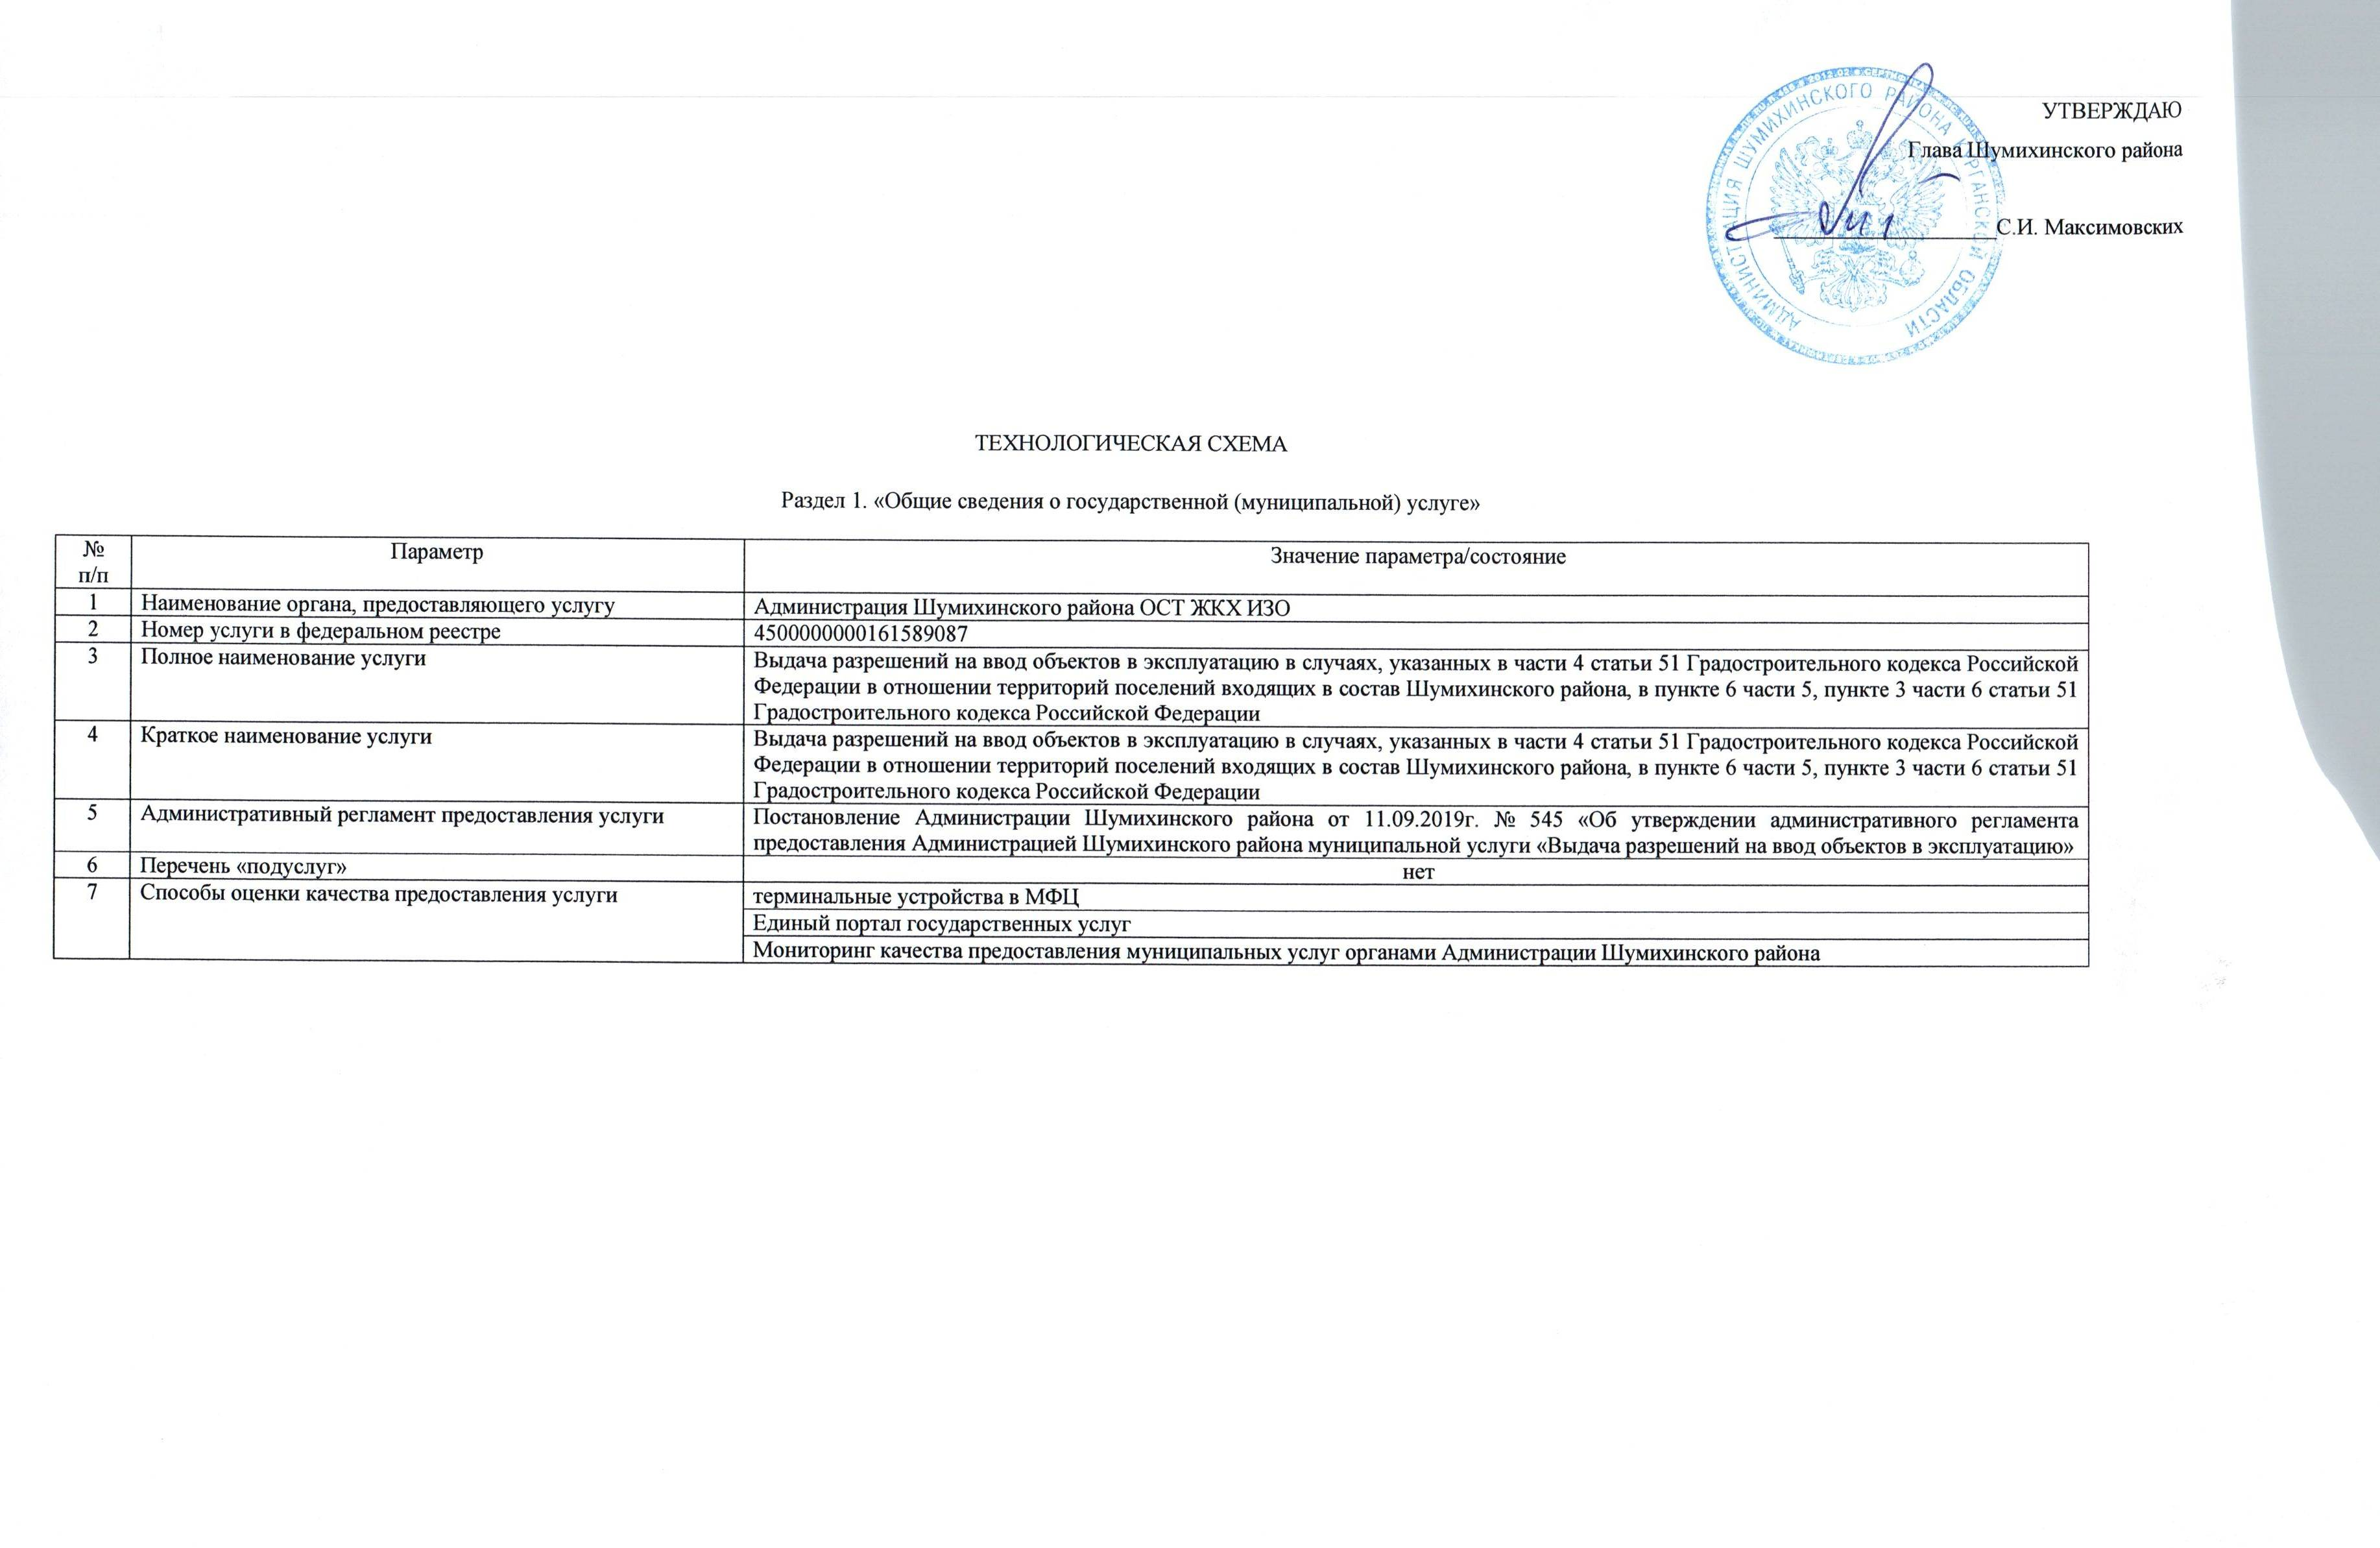 УТВЕРЖДАЮ
Глава Шумихинского района
С.И. Максимовских
АДМИНИСТРАЦИЯ ШУМИХИНСКОГО РАЙОНА КУРГАНСКОЙ ОБЛАСТИ
ТЕХНОЛОГИЧЕСКАЯ СХЕМА
Раздел 1. «Общие сведения о государственной (муниципальной) услуге»
№ п/п Параметр Значение параметра/состояние
1 Наименование органа, предоставляющего услугу Администрация Шумихинского района ОСТ ЖКХ ИЗО
2 Номер услуги в федеральном реестре 4500000000161589087
3 Полное наименование услуги Выдача разрешений на ввод объектов в эксплуатацию в случаях, указанных в части 4 статьи 51 Градостроительного кодекса Российской
Федерации в отношении территорий поселений входящих в состав Шумихинского района, в пункте 6 части 5, пункте 3 части 6 статьи 51
Градостроительного кодекса Российской Федерации
4 Краткое наименование услуги Выдача разрешений на ввод объектов в эксплуатацию в случаях, указанных в части 4 статьи 51 Градостроительного кодекса Российской
Федерации в отношении территорий поселений входящих в состав Шумихинского района, в пункте 6 части 5, пункте 3 части 6 статьи 51
Градостроительного кодекса Российской Федерации
5 Административный регламент предоставления услуги Постановление Администрации Шумихинского района от 11.09.2019г. № 545 «Об утверждении административного регламента
предоставления Администрацией Шумихинского района муниципальной услуги «Выдача разрешений на ввод объектов в эксплуатацию»
6 Перечень «подуслуг» нет
7 Способы оценки качества предоставления услуги терминальные устройства в МФЦ
Единый портал государственных услуг
Мониторинг качества предоставления муниципальных услуг органами Администрации Шумихинского района